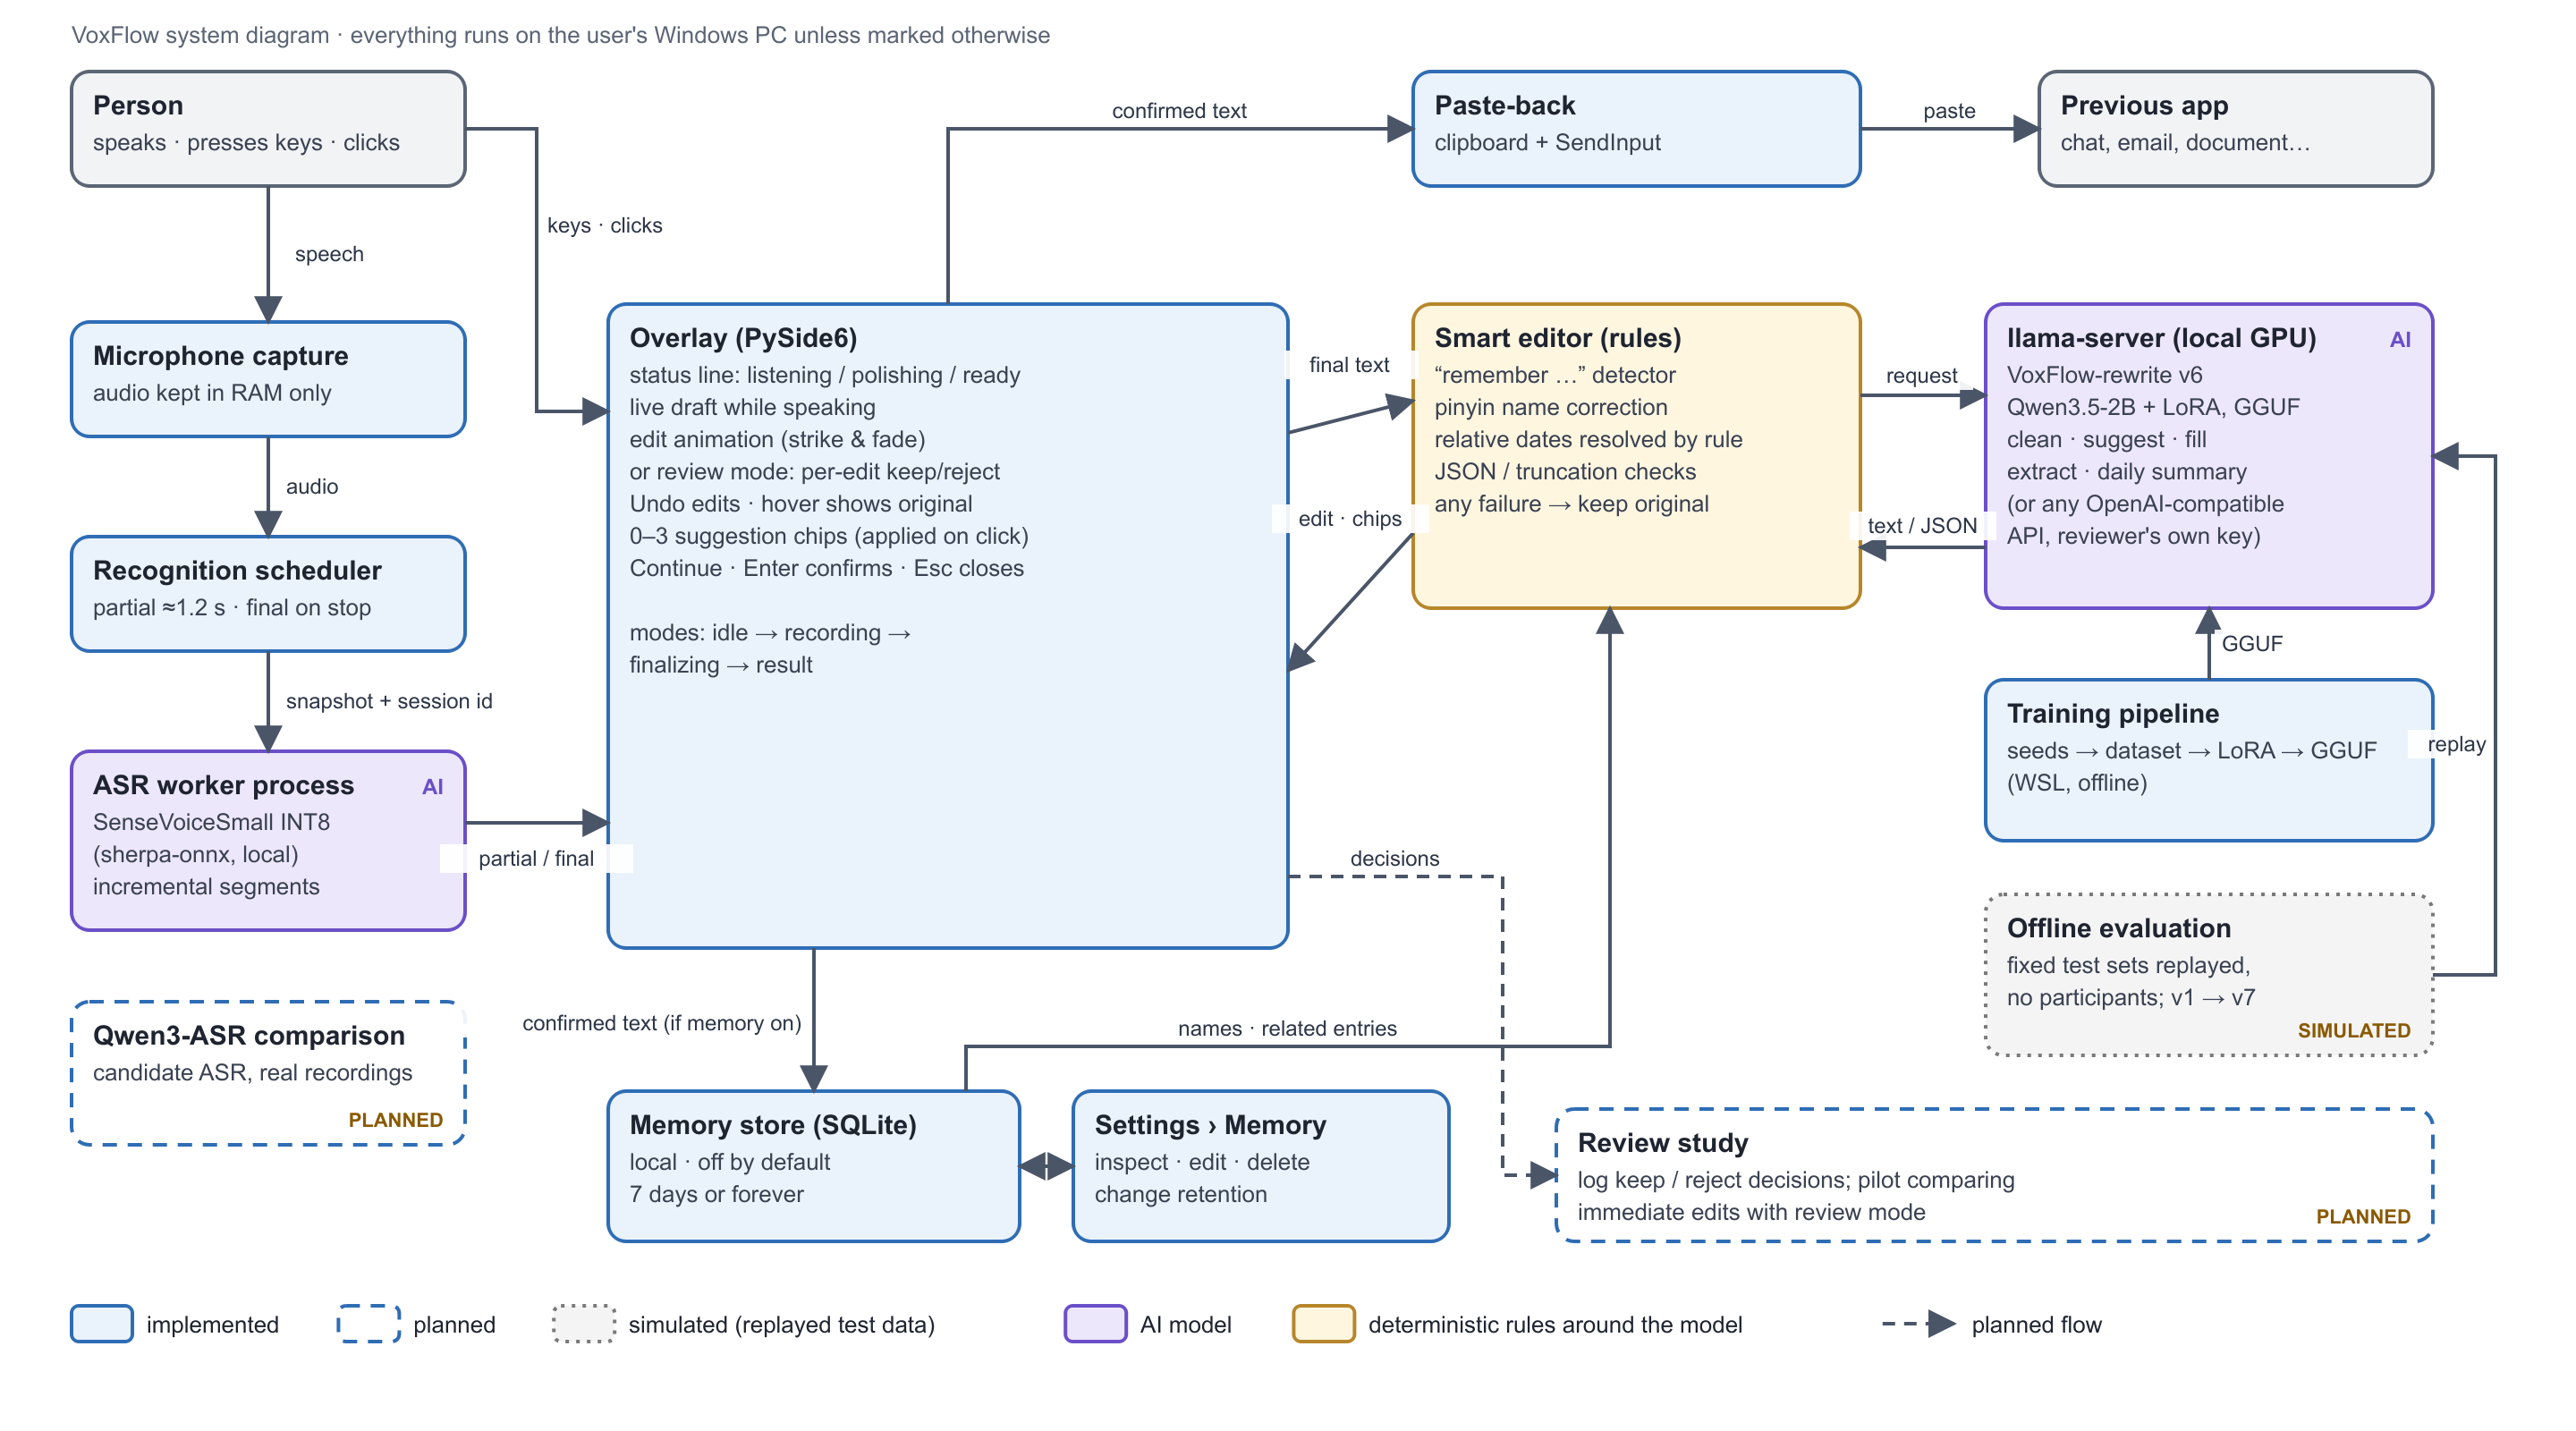 VoxFlow system diagram · everything runs on the user's Windows PC unless marked otherwise
Person
speaks · presses keys · clicks
confirmed text
Paste-back
clipboard + SendInput
paste
Previous app
chat, email, document…
keys · clicks
speech
Microphone capture
audio kept in RAM only
audio
Recognition scheduler
partial ≈1.2 s · final on stop
snapshot + session id
ASR worker process
AI
SenseVoiceSmall INT8
(sherpa-onnx, local)
incremental segments
partial / final
Overlay (PySide6)
status line: listening / polishing / ready
live draft while speaking
edit animation (strike & fade)
or review mode: per-edit keep/reject
Undo edits · hover shows original
0–3 suggestion chips (applied on click)
Continue · Enter confirms · Esc closes
modes: idle → recording →
finalizing → result
final text
edit · chips
Smart editor (rules)
“remember …” detector
pinyin name correction
relative dates resolved by rule
JSON / truncation checks
any failure → keep original
request
text / JSON
llama-server (local GPU)
AI
VoxFlow-rewrite v6
Qwen3.5-2B + LoRA, GGUF
clean · suggest · fill
extract · daily summary
(or any OpenAI-compatible
API, reviewer's own key)
GGUF
Training pipeline
seeds → dataset → LoRA → GGUF
(WSL, offline)
replay
Offline evaluation
fixed test sets replayed,
no participants; v1 → v7
SIMULATED
decisions
Qwen3-ASR comparison
candidate ASR, real recordings
PLANNED
confirmed text (if memory on)
names · related entries
Memory store (SQLite)
local · off by default
7 days or forever
Settings › Memory
inspect · edit · delete
change retention
Review study
log keep / reject decisions; pilot comparing
immediate edits with review mode
PLANNED
implemented
planned
simulated (replayed test data)
AI model
deterministic rules around the model
planned flow